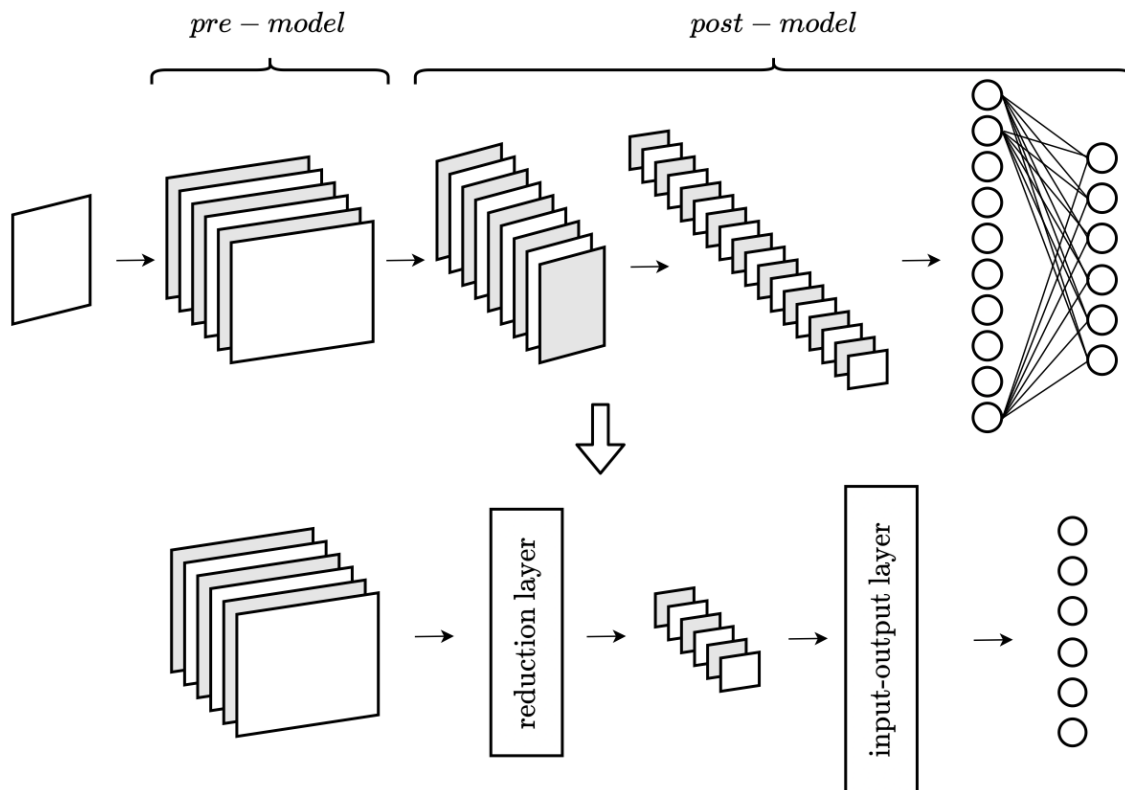 pre − model
post − model
reduction layer
input-output layer